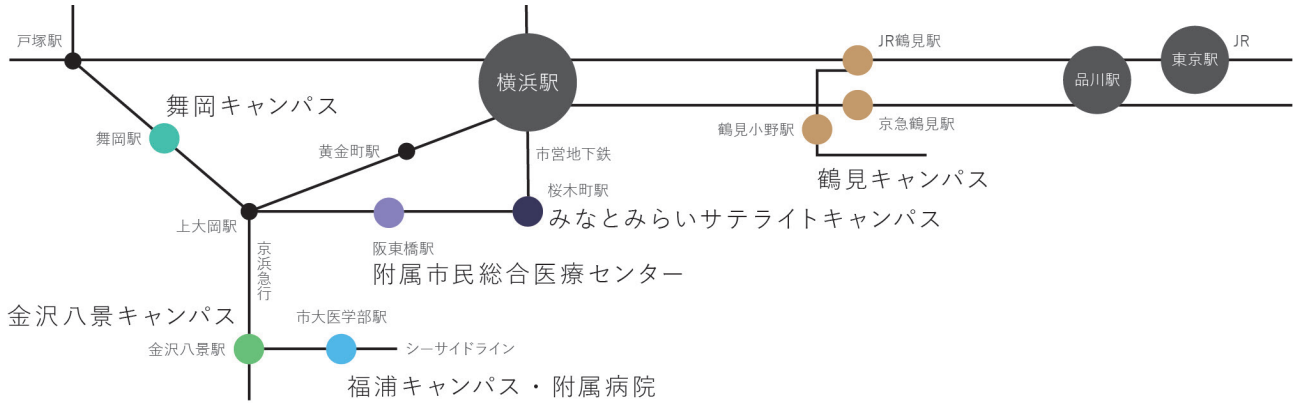 戸塚駅
JR鶴見駅
JR
東京駅
横浜駅
品川駅
舞岡キャンパス
舞岡駅
黄金町駅
市営地下鉄
鶴見小野駅
京急鶴見駅
鶴見キャンパス
桜木町駅
みなとみらいサテライトキャンパス
上大岡駅
京浜急行
阪東橋駅
附属市民総合医療センター
金沢八景キャンパス
市大医学部駅
金沢八景駅
シーサイドライン
福浦キャンパス・附属病院